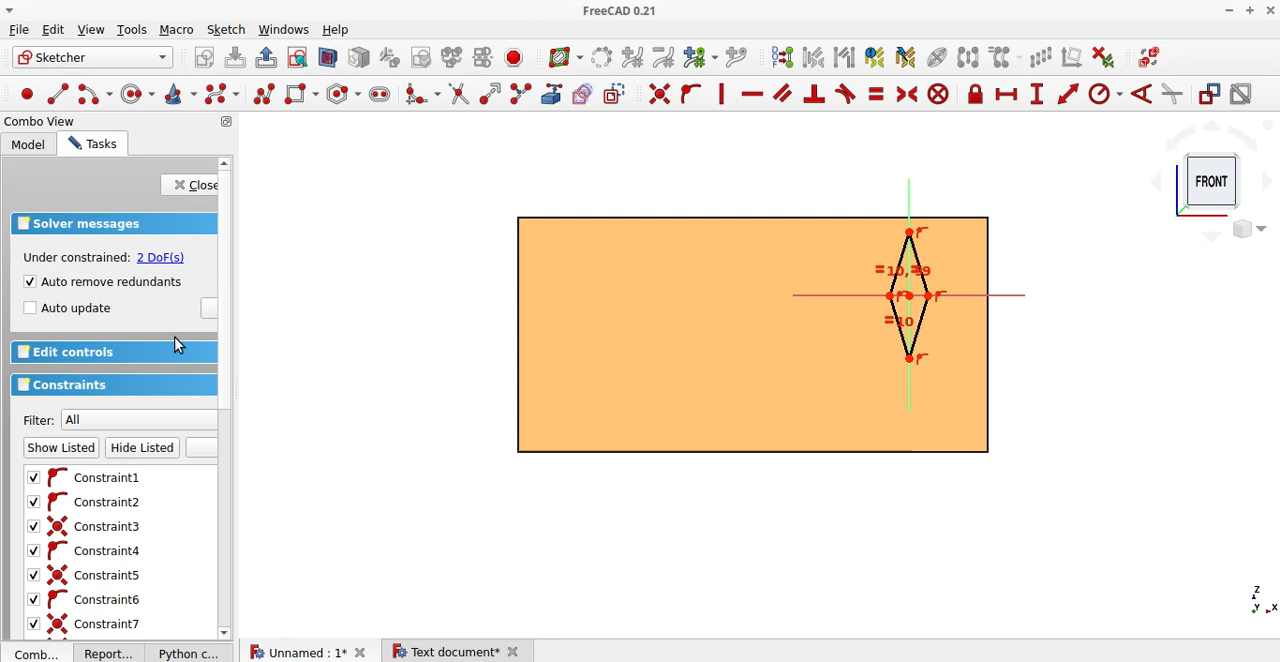 FreeCAD 0.21
File Edit View Tools Macro Sketch Windows Help
Sketcher
Combo View
Model Tasks
Close
Solver messages
Under constrained: 2 DoF(s)
Auto remove redundants
Auto update
Edit controls
Constraints
Filter: All
Show Listed Hide Listed
Constraint1
Constraint2
Constraint3
Constraint4
Constraint5
Constraint6
Constraint7
FRONT
10,
9
10
Z
Y X
Comb... Report... Python c... Unnamed : 1* Text document*